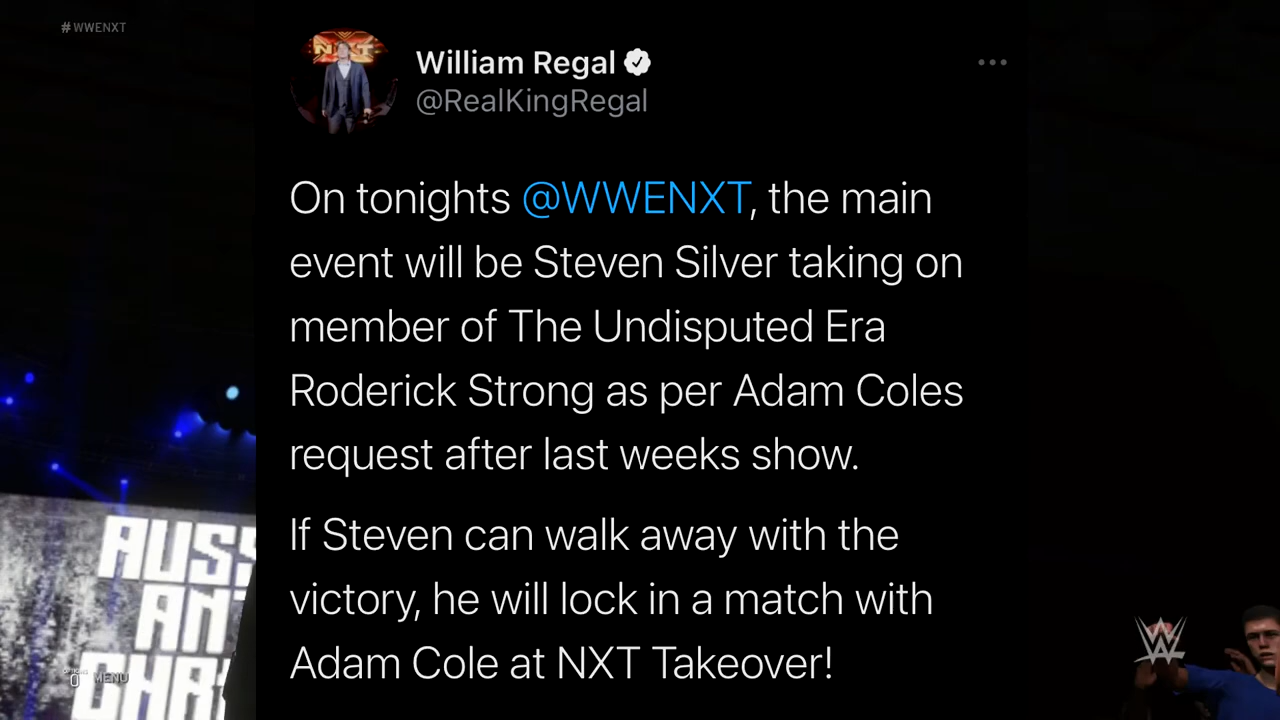 #WWENXT
NXT
William Regal
@RealKingRegal
On tonights @WWENXT, the main
event will be Steven Silver taking on
member of The Undisputed Era
Roderick Strong as per Adam Coles
request after last weeks show.
If Steven can walk away with the
victory, he will lock in a match with
Adam Cole at NXT Takeover!
OPTIONS
MENU
W